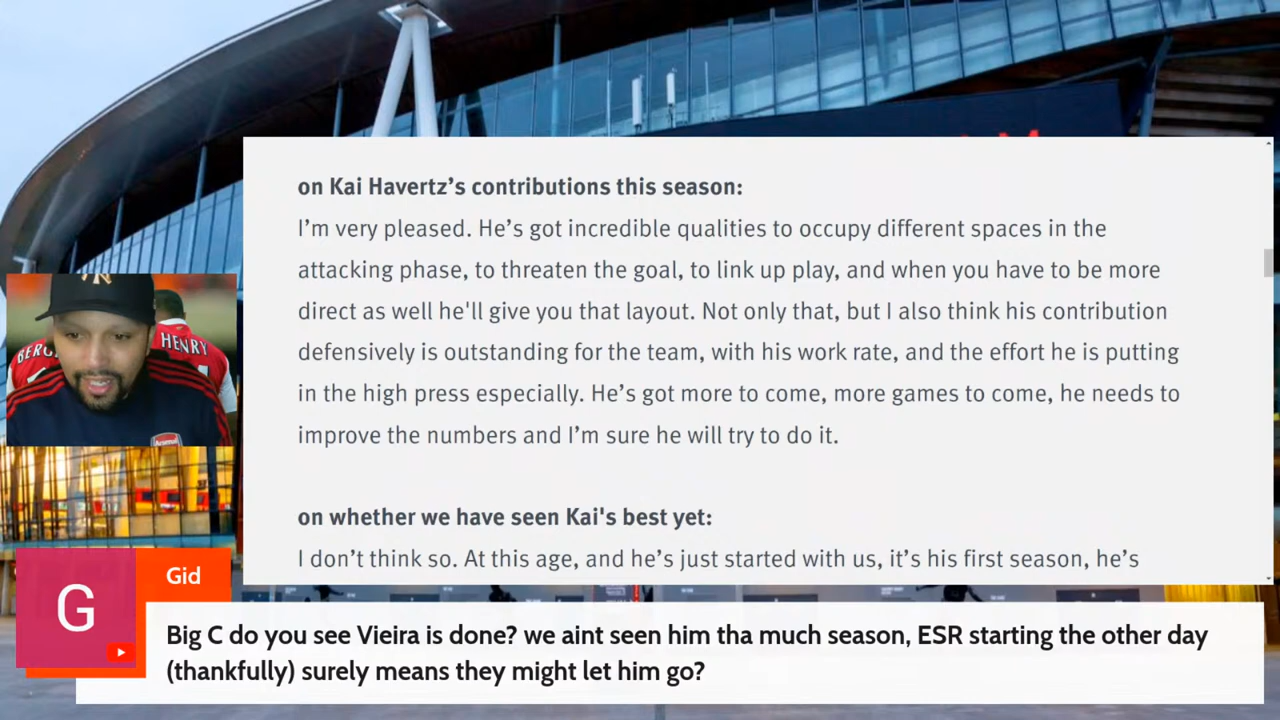 on Kai Havertz’s contributions this season:
I’m very pleased. He’s got incredible qualities to occupy different spaces in the
attacking phase, to threaten the goal, to link up play, and when you have to be more
direct as well he'll give you that layout. Not only that, but I also think his contribution
defensively is outstanding for the team, with his work rate, and the effort he is putting
in the high press especially. He’s got more to come, more games to come, he needs to
improve the numbers and I’m sure he will try to do it.
on whether we have seen Kai's best yet:
I don’t think so. At this age, and he’s just started with us, it’s his first season, he’s
HENRY
Arsenal
G
Gid
Big C do you see Vieira is done? we aint seen him tha much season, ESR starting the other day
(thankfully) surely means they might let him go?